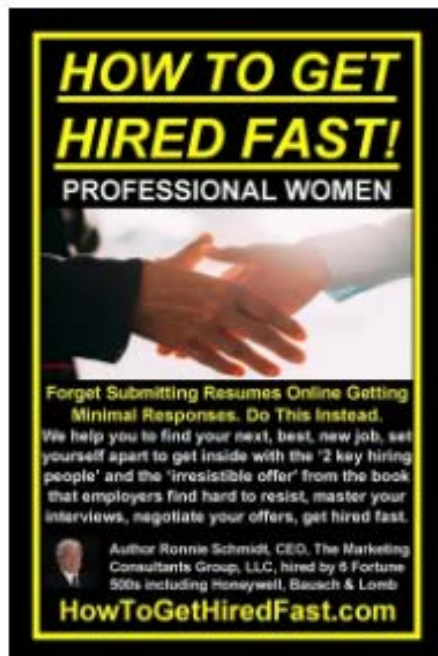 HOW TO GET
HIRED FAST!
PROFESSIONAL WOMEN
Forget Submitting Resumes Online Getting
Minimal Responses. Do This Instead.
We help you to find your next, best, new job, set
yourself apart to get inside with the '2 key hiring
people' and the 'irresistible offer' from the book
that employers find hard to resist, master your
interviews, negotiate your offers, get hired fast.
Author Ronnie Schmidt, CEO, The Marketing
Consultants Group, LLC, hired by 6 Fortune
500s including Honeywell, Bausch & Lomb
HowToGetHiredFast.com